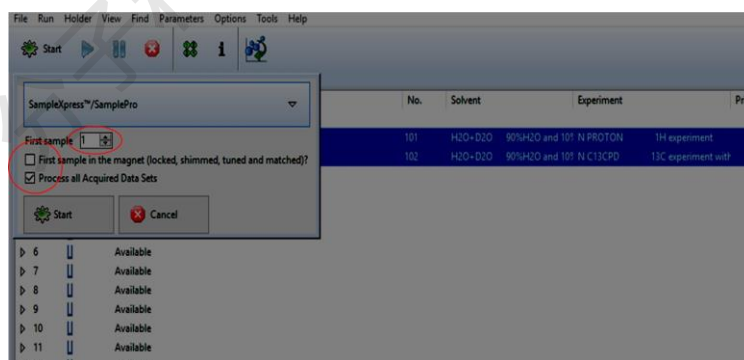 File Run Holder View Find Parameters Options Tools Help
Start
SampleXpress™/SamplePro
No. Solvent Experiment Pr
First sample 1
101 H2O+D2O 90%H2O and 10% N PROTON 1H experiment
First sample in the magnet (locked, shimmed, tuned and matched)?
102 H2O+D2O 90%H2O and 10% N C13CPD 13C experiment with
Process all Acquired Data Sets
Start Cancel
6 Available
7 Available
8 Available
9 Available
10 Available
11 Available